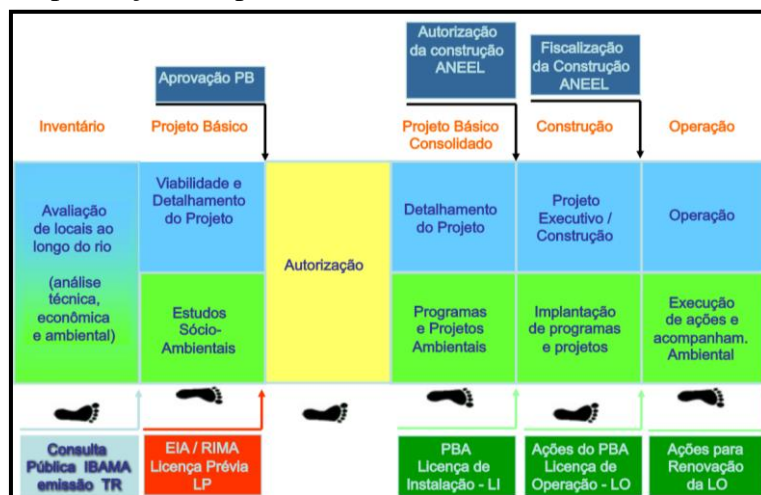 Aprovação PB
Autorização
da construção
ANEEL
Fiscalização
da Construção
ANEEL
Inventário
Projeto Básico
Projeto Básico
Consolidado
Construção
Operação
Avaliação
de locais ao
longo do rio
(análise
técnica,
econômica
e ambiental)
Viabilidade e
Detalhamento
do Projeto
Estudos
Sócio-
Ambientais
Autorização
Detalhamento
do Projeto
Programas
e Projetos
Ambientais
Projeto
Executivo /
Construção
Implantação
de programas
e projetos
Operação
Execução
de ações e
acompanham.
Ambiental
Consulta
Pública IBAMA
emissão TR
EIA / RIMA
Licença Prévia
LP
PBA
Licença de
Instalação - LI
Ações do PBA
Licença de
Operação - LO
Ações para
Renovação
da LO